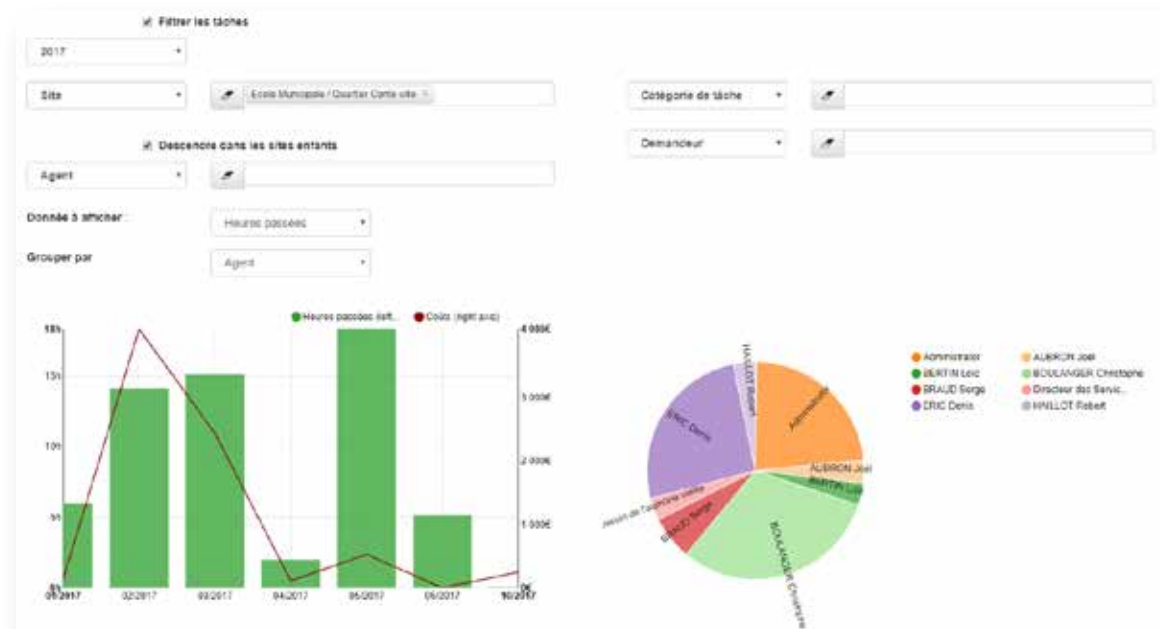 Filtrer les tâches
2017
Site
Ecole Municipale / Quartier Centre ville ×
Catégorie de tâche
Descendre dans les sites enfants
Demandeur
Agent
Donnée à afficher :
Heures passées
Grouper par
Agent
Heures passées (left... Coûts (right axis)
18h
15h
10h
5h
0h
4 000€
3 000€
2 000€
1 000€
0€
01/2017 02/2017 03/2017 04/2017 05/2017 06/2017 10/2017
HAILLOT Robert
Administrator
AUBRON Joel
BERTIN Loic
BOULANGER Christophe
BRAUD Serge
ERIC Denis
Administrator AUBRON Joel
BERTIN Loic BOULANGER Christophe
BRAUD Serge Directeur des Servic...
ERIC Denis HAILLOT Robert